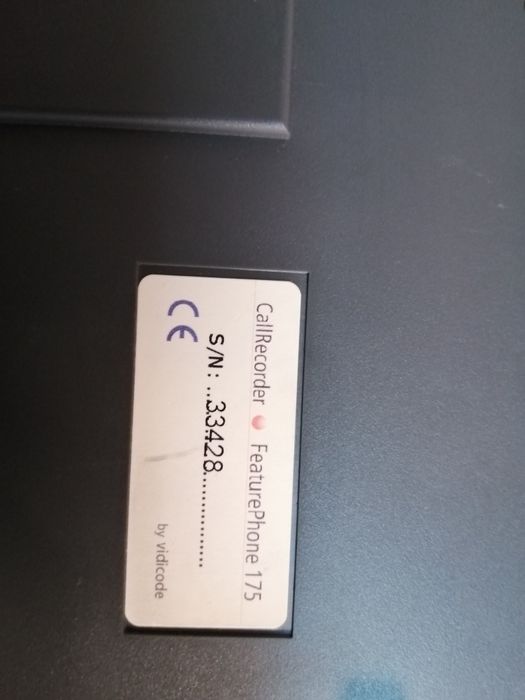 CallRecorder FeaturePhone 175
S/N: ..33428................
CE
by vidicode